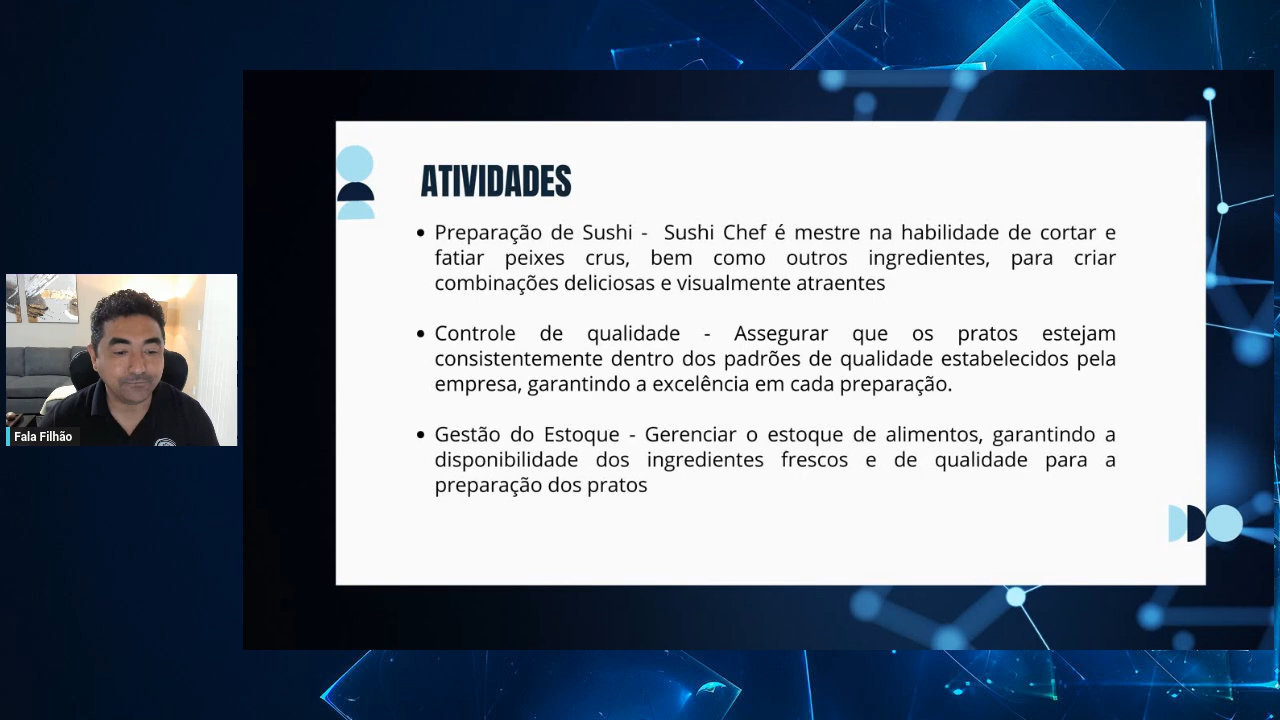 ATIVIDADES
Preparação de Sushi - Sushi Chef é mestre na habilidade de cortar e
fatiar peixes crus, bem como outros ingredientes, para criar
combinações deliciosas e visualmente atraentes
Controle de qualidade - Assegurar que os pratos estejam
consistentemente dentro dos padrões de qualidade estabelecidos pela
empresa, garantindo a excelência em cada preparação.
Gestão do Estoque - Gerenciar o estoque de alimentos, garantindo a
disponibilidade dos ingredientes frescos e de qualidade para a
preparação dos pratos
Fala Filhão